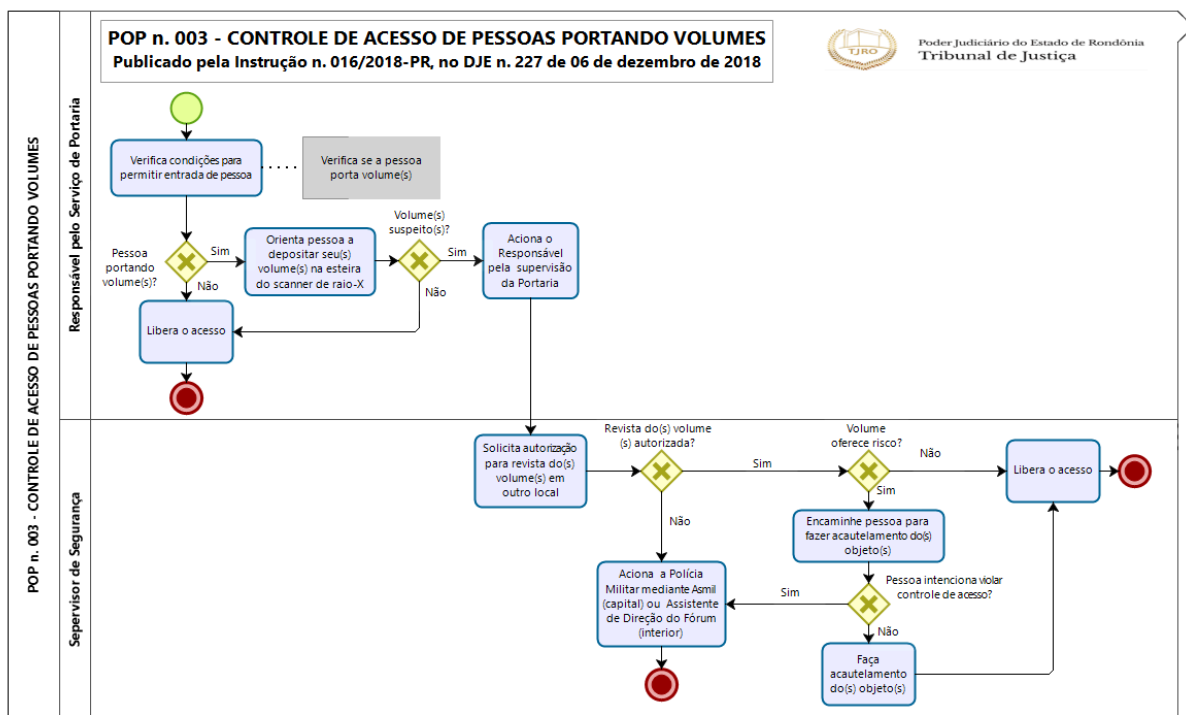 POP n. 003 - CONTROLE DE ACESSO DE PESSOAS PORTANDO VOLUMES
Publicado pela Instrução n. 016/2018-PR, no DJE n. 227 de 06 de dezembro de 2018
TJRO
Poder Judiciário do Estado de Rondônia
Tribunal de Justiça
POP n. 003 - CONTROLE DE ACESSO DE PESSOAS PORTANDO VOLUMES
Responsável pelo Serviço de Portaria
Verifica condições para
permitir entrada de pessoa
Verifica se a pessoa
porta volume(s)
Pessoa
portando
volume(s)?
Sim
Não
Orienta pessoa a
depositar seu(s)
volume(s) na esteira
do scanner de raio-X
Volume(s)
suspeito(s)?
Sim
Não
Aciona o
Responsável
pela supervisão
da Portaria
Libera o acesso
Sepervisor de Segurança
Solicita autorização
para revista do(s)
volume(s) em
outro local
Revista do(s) volume
(s) autorizada?
Sim
Não
Volume
oferece risco?
Não
Sim
Libera o acesso
Encaminhe pessoa para
fazer acautelamento do(s)
objeto(s)
Pessoa intenciona violar
controle de acesso?
Sim
Não
Aciona a Polícia
Militar mediante Asmil
(capital) ou Assistente
de Direção do Fórum
(interior)
Faça
acautelamento
do(s) objeto(s)